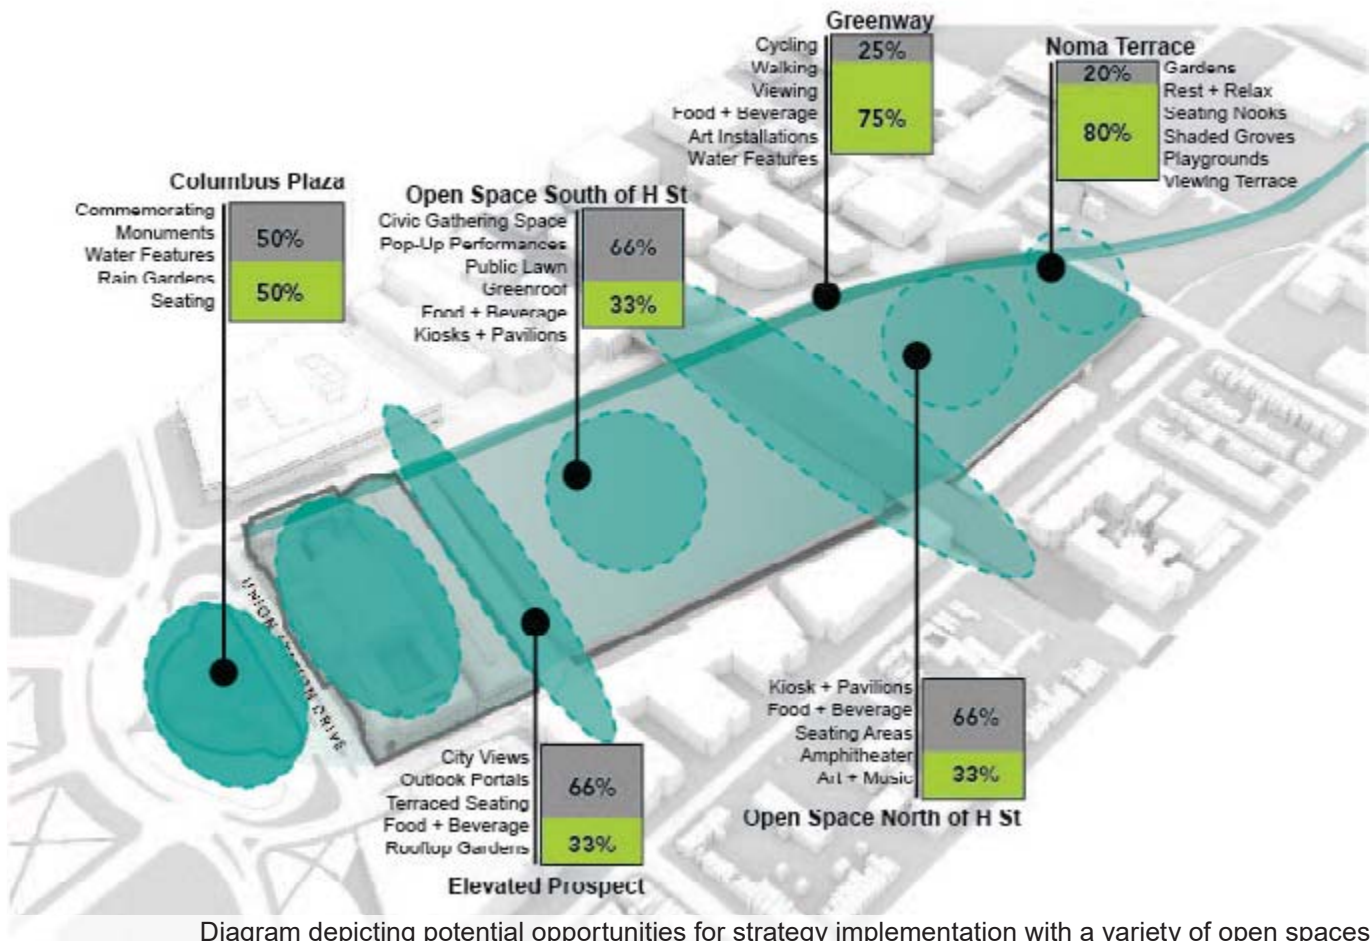 Greenway
Cycling
Walking
Viewing
Food + Beverage
Art Installations
Water Features
25%
75%
Noma Terrace
20%
80%
Gardens
Rest + Relax
Seating Nooks
Shaded Groves
Playgrounds
Viewing Terrace
Columbus Plaza
Commemorating
Monuments
Water Features
Rain Gardens
Seating
50%
50%
Open Space South of H St
Civic Gathering Space
Pop-Up Performances
Public Lawn
Greenroof
Food + Beverage
Kiosks + Pavilions
66%
33%
UNION STATION DRIVE
City Views
Outlook Portals
Terraced Seating
Food + Beverage
Rooftop Gardens
66%
33%
Elevated Prospect
Kiosk + Pavilions
Food + Beverage
Seating Areas
Amphitheater
Art + Music
66%
33%
Open Space North of H St
Diagram depicting potential opportunities for strategy implementation with a variety of open spaces